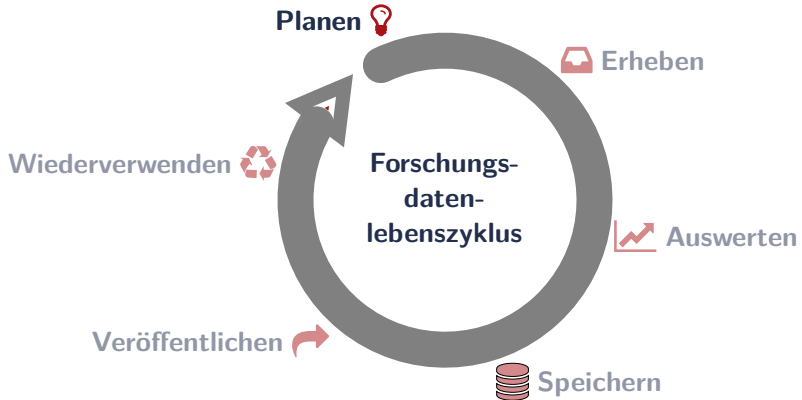 Planen
Erheben
Wiederverwenden
Forschungs-
daten-
lebenszyklus
Auswerten
Veröffentlichen
Speichern